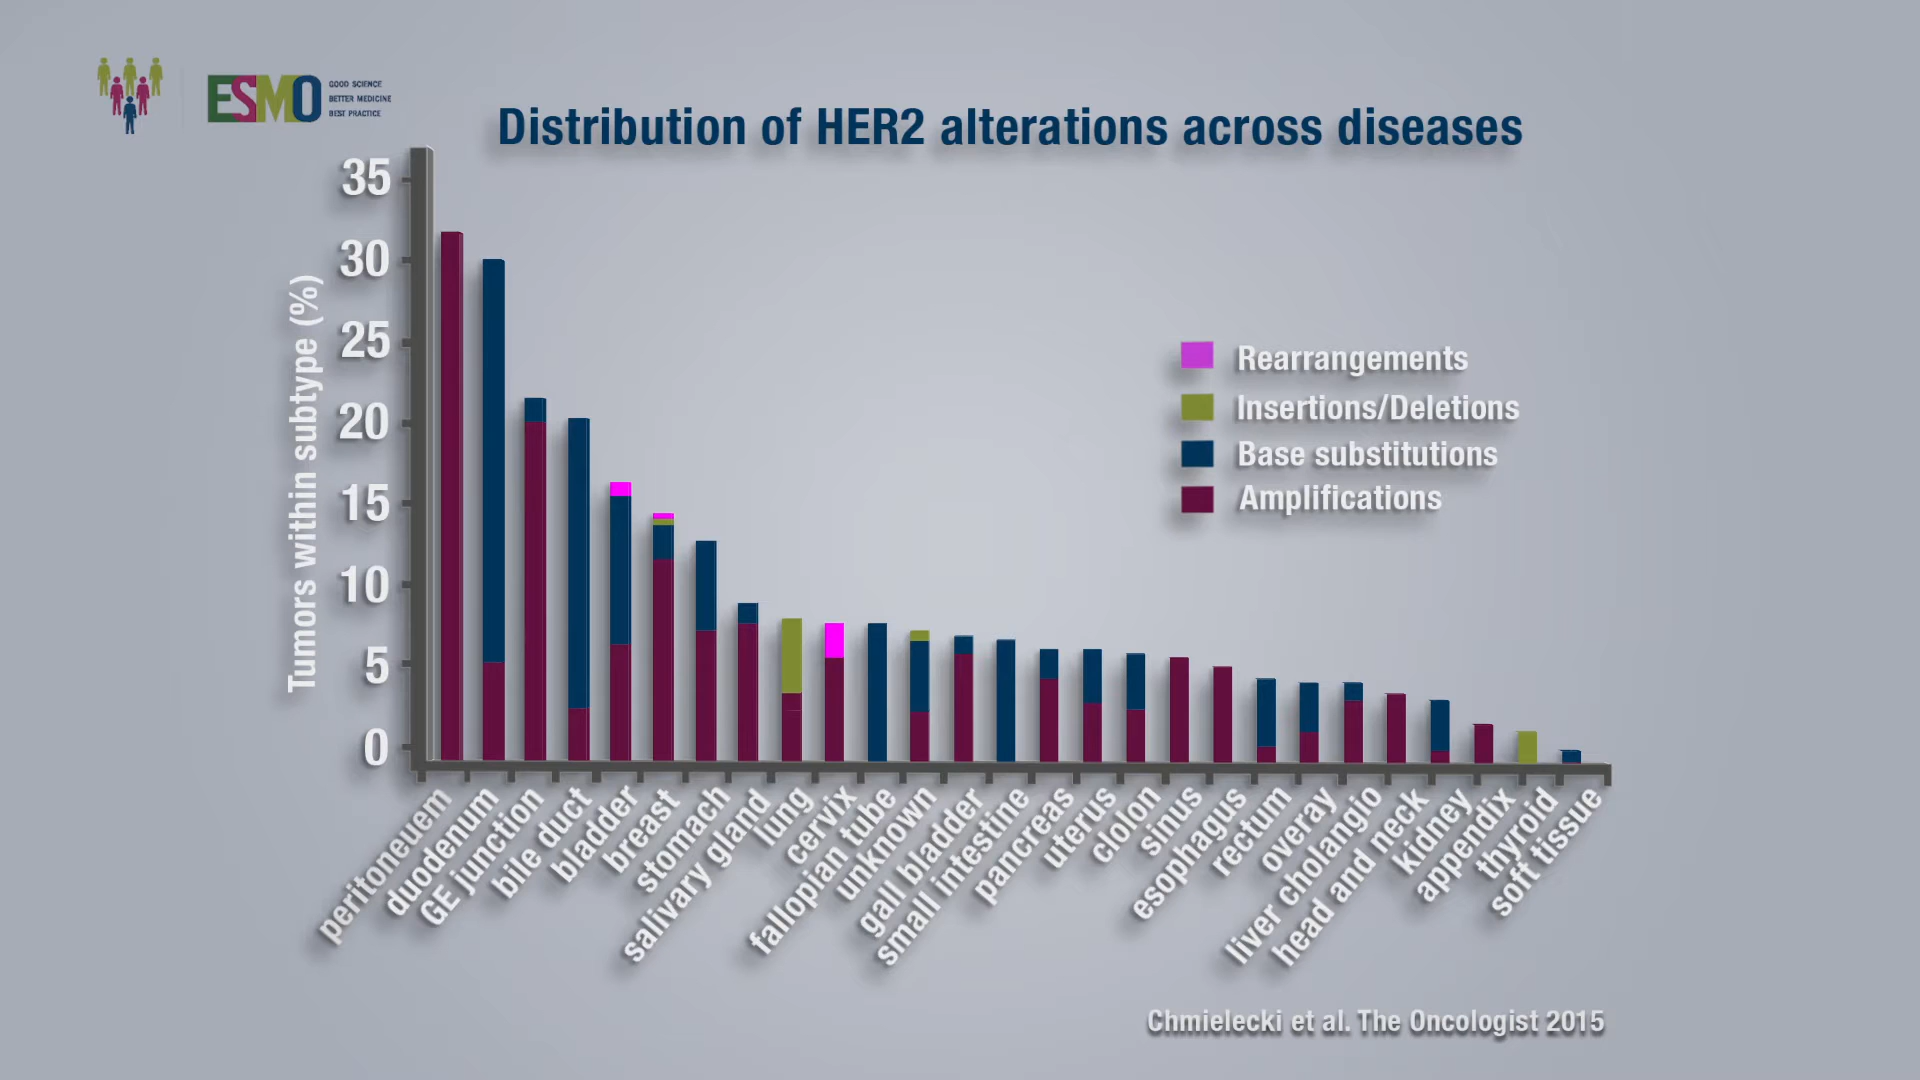 ESMO
GOOD SCIENCE
BETTER MEDICINE
BEST PRACTICE
Distribution of HER2 alterations across diseases
Tumors within subtype (%)
35
30
25
20
15
10
5
0
Rearrangements
Insertions/Deletions
Base substitutions
Amplifications
peritoneuem
duodenum
GE junction
bile duct
bladder
breast
stomach
salivary gland
lung
cervix
fallopian tube
unknown
gall bladder
small intestine
pancreas
uterus
clolon
sinus
esophagus
rectum
overay
liver cholangio
head and neck
kidney
appendix
thyroid
soft tissue
Chmielecki et al. The Oncologist 2015